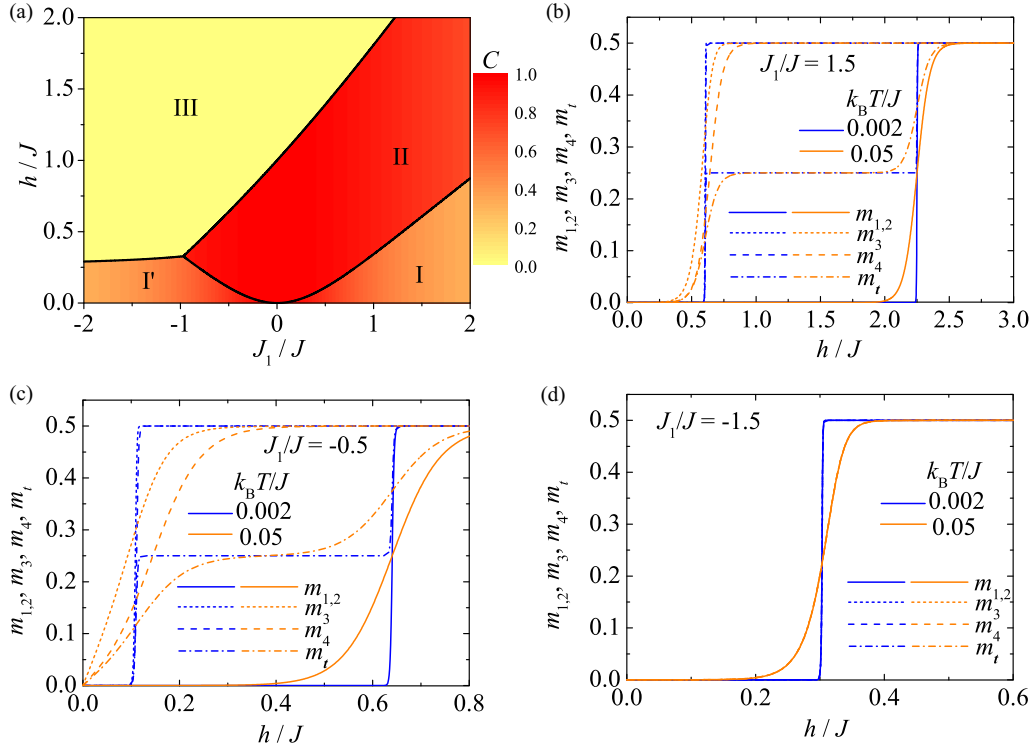 (a)
2.0
1.5
1.0
0.5
0.0
h / J
-2
-1
0
1
2
J1 / J
III
II
I'
I
C
1.0
0.8
0.6
0.4
0.2
0.0
(b)
0.5
0.4
0.3
0.2
0.1
0.0
m1,2, m3, m4, mt
J1/J = 1.5
kBT/J
0.002
0.05
m1,2
m3
m4
mt
0.0
0.5
1.0
1.5
2.0
2.5
3.0
h / J
(c)
0.5
0.4
0.3
0.2
0.1
0.0
m1,2, m3, m4, mt
J1/J = -0.5
kBT/J
0.002
0.05
m1,2
m3
m4
mt
0.0
0.2
0.4
0.6
0.8
h / J
(d)
0.5
0.4
0.3
0.2
0.1
0.0
m1,2, m3, m4, mt
J1/J = -1.5
kBT/J
0.002
0.05
m1,2
m3
m4
mt
0.0
0.2
0.4
0.6
h / J